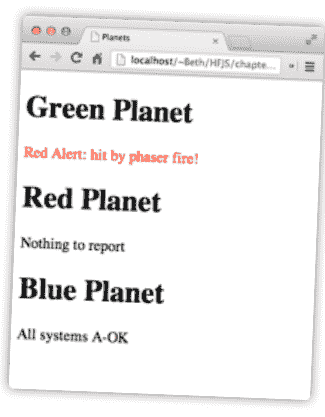 Planets
localhost/~Beth/HFJS/chapte...
Green Planet
Red Alert: hit by phaser fire!
Red Planet
Nothing to report
Blue Planet
All systems A-OK